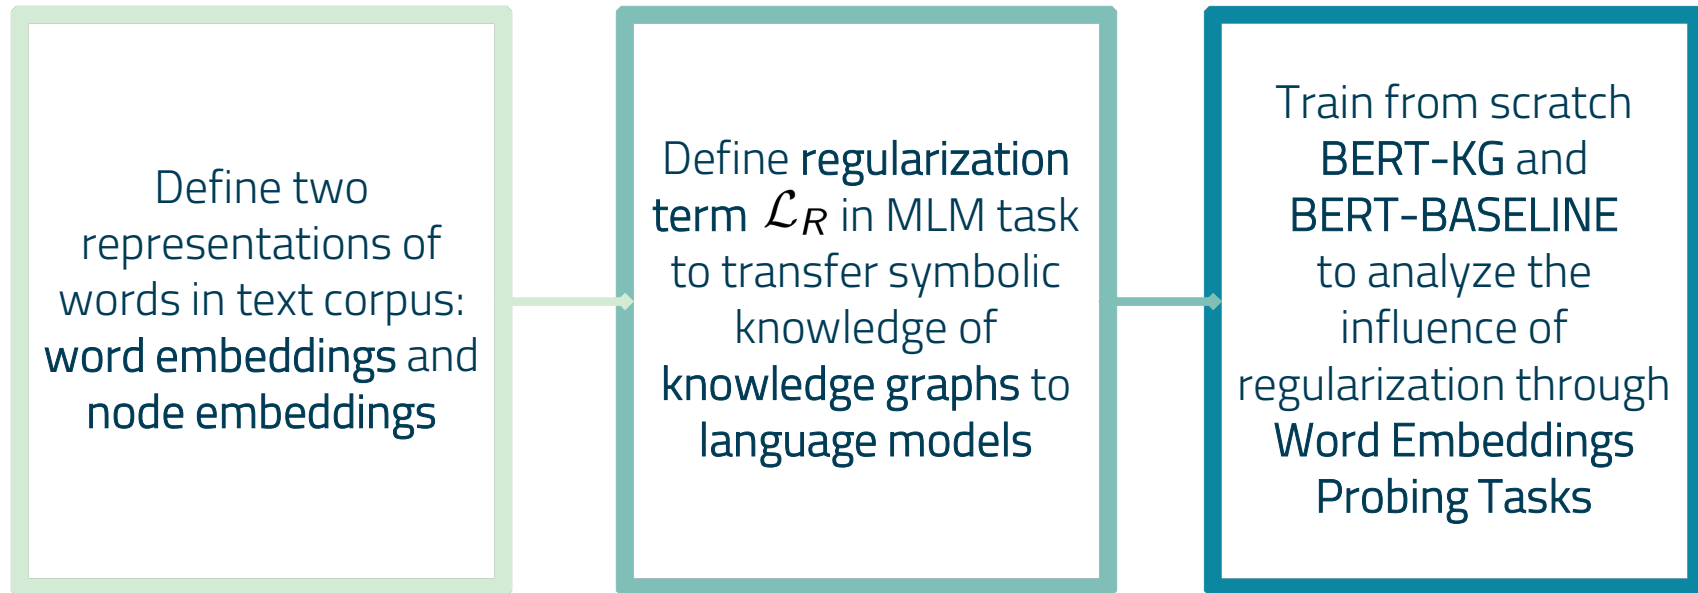 Define two
representations of
words in text corpus:
word embeddings and
node embeddings
Define regularization
term ℒ_R in MLM task
to transfer symbolic
knowledge of
knowledge graphs to
language models
Train from scratch
BERT-KG and
BERT-BASELINE
to analyze the
influence of
regularization through
Word Embeddings
Probing Tasks